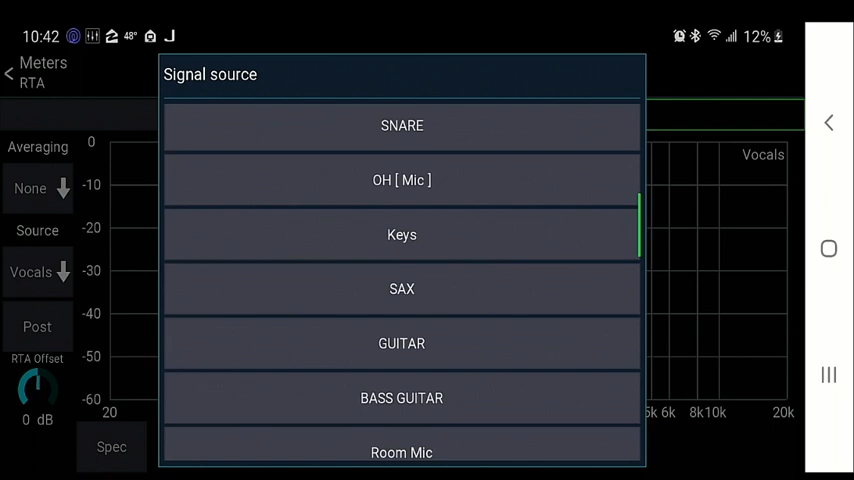 10:42 48° 12%
Meters
RTA
Signal source
SNARE
OH [ Mic ]
Keys
SAX
GUITAR
BASS GUITAR
Room Mic
Averaging
None
Source
Vocals
Post
RTA Offset
0 dB
0
-10
-20
-30
-40
-50
-60
20
5k 6k 8k 10k 20k
Vocals
Spec